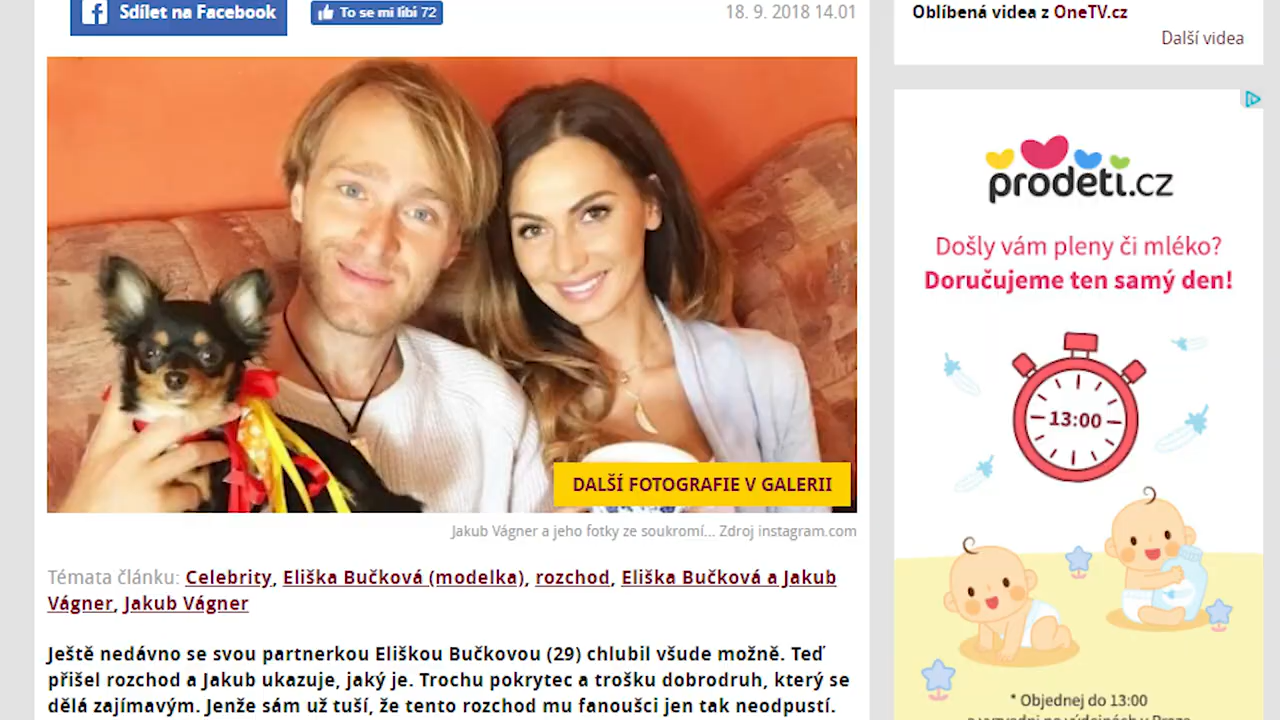 Sdílet na Facebook
To se mi líbí 72
18. 9. 2018 14.01
DALŠÍ FOTOGRAFIE V GALERII
Jakub Vágner a jeho fotky ze soukromí... Zdroj instagram.com
Témata článku: Celebrity, Eliška Bučková (modelka), rozchod, Eliška Bučková a Jakub
Vágner, Jakub Vágner
Ještě nedávno se svou partnerkou Eliškou Bučkovou (29) chlubil všude možně. Teď
přišel rozchod a Jakub ukazuje, jaký je. Trochu pokrytec a trošku dobrodruh, který se
dělá zajímavým. Jenže sám už tuší, že tento rozchod mu fanoušci jen tak neodpustí.
Oblíbená videa z OneTV.cz
Další videa
prodeti.cz
Došly vám pleny či mléko?
Doručujeme ten samý den!
13:00
* Objednej do 13:00